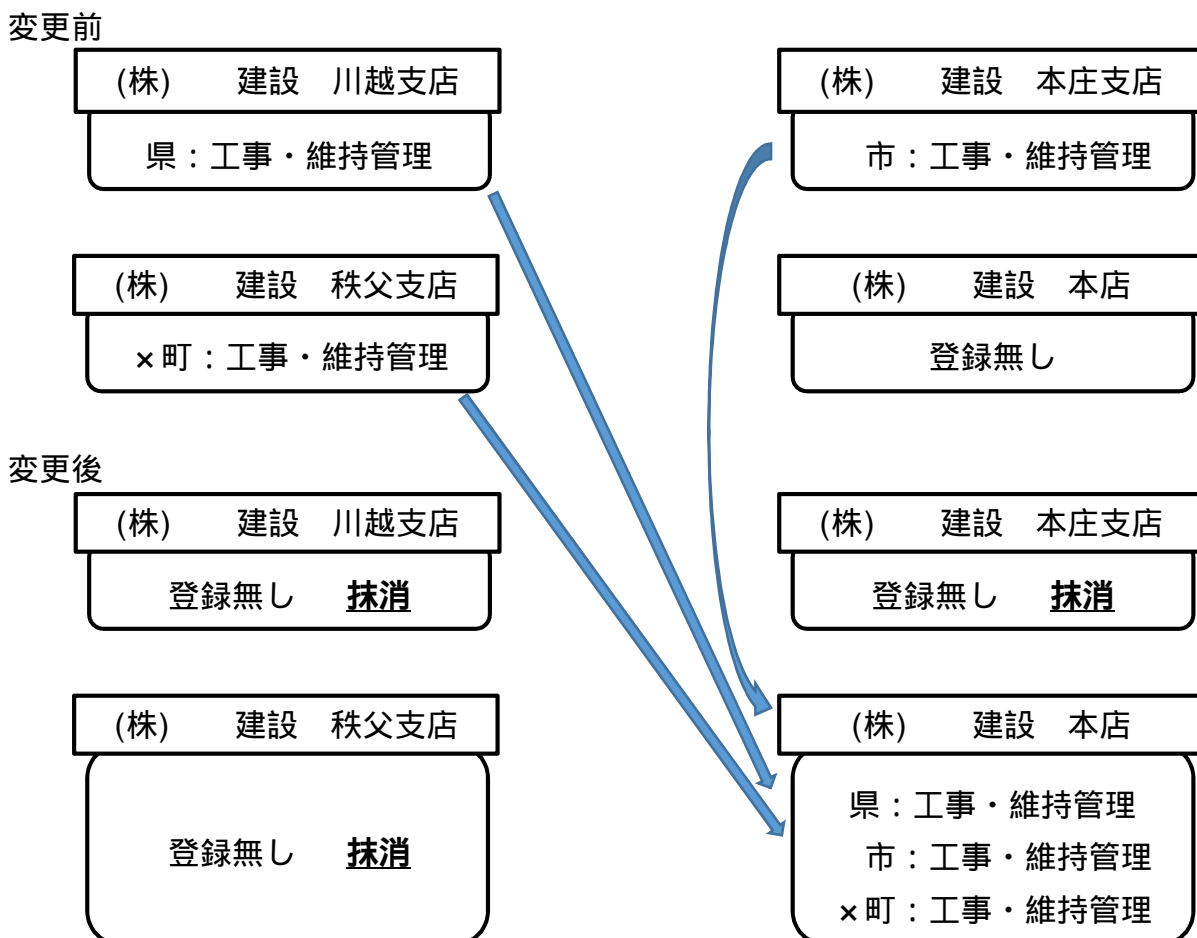 変更前
(株)　　建設　川越支店
県：工事・維持管理
(株)　　建設　本庄支店
市：工事・維持管理
(株)　　建設　秩父支店
×町：工事・維持管理
(株)　　建設　本店
登録無し
変更後
(株)　　建設　川越支店
登録無し　抹消
(株)　　建設　本庄支店
登録無し　抹消
(株)　　建設　秩父支店
登録無し　抹消
(株)　　建設　本店
県：工事・維持管理
市：工事・維持管理
×町：工事・維持管理